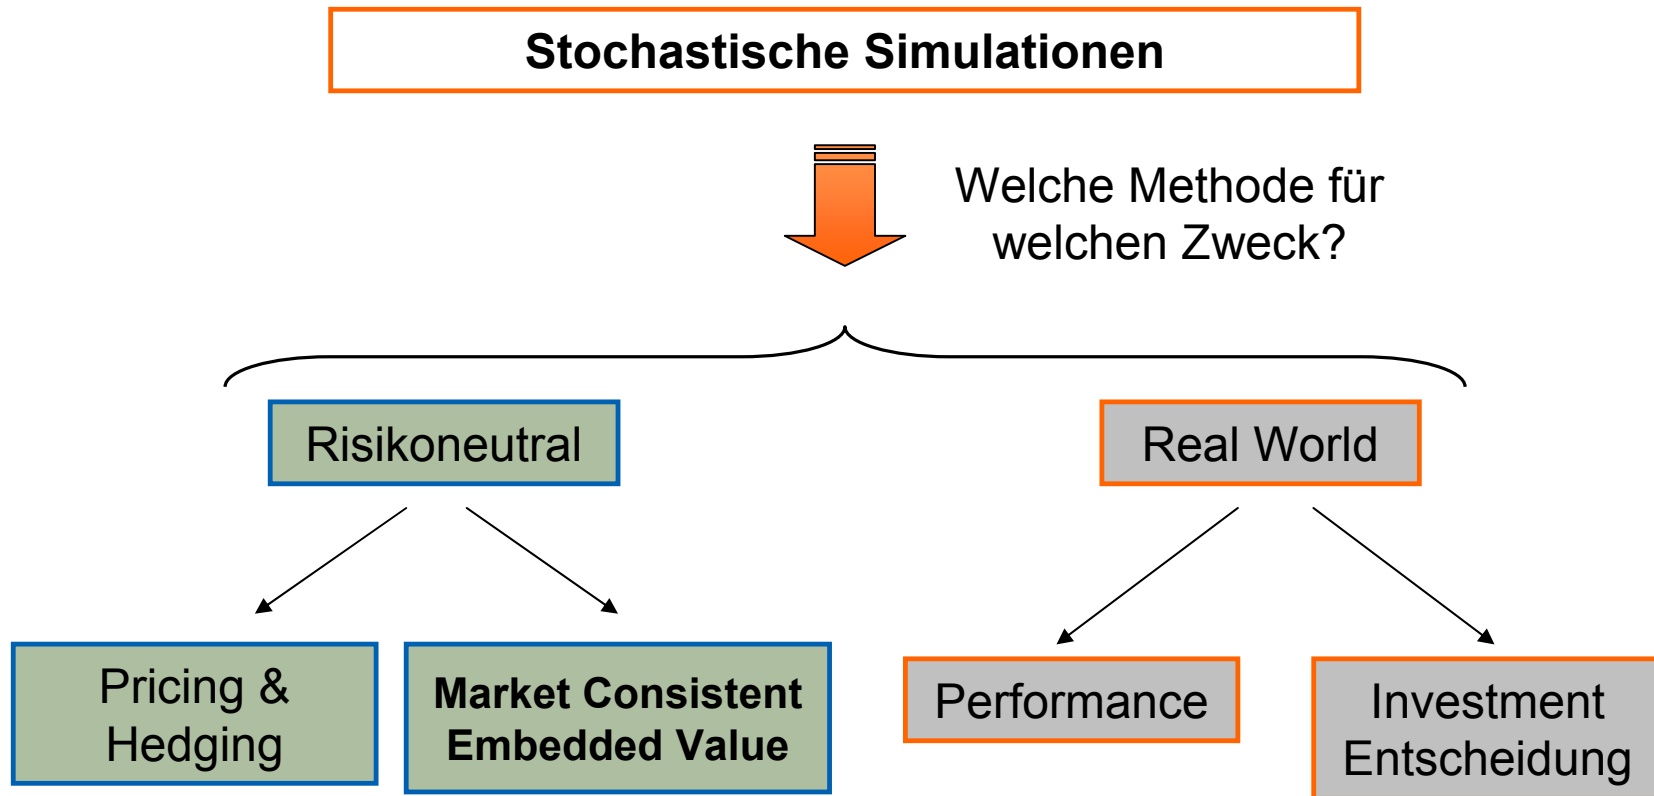 Stochastische Simulationen
Welche Methode für
welchen Zweck?
Risikoneutral
Real World
Pricing &
Hedging
Market Consistent
Embedded Value
Performance
Investment
Entscheidung